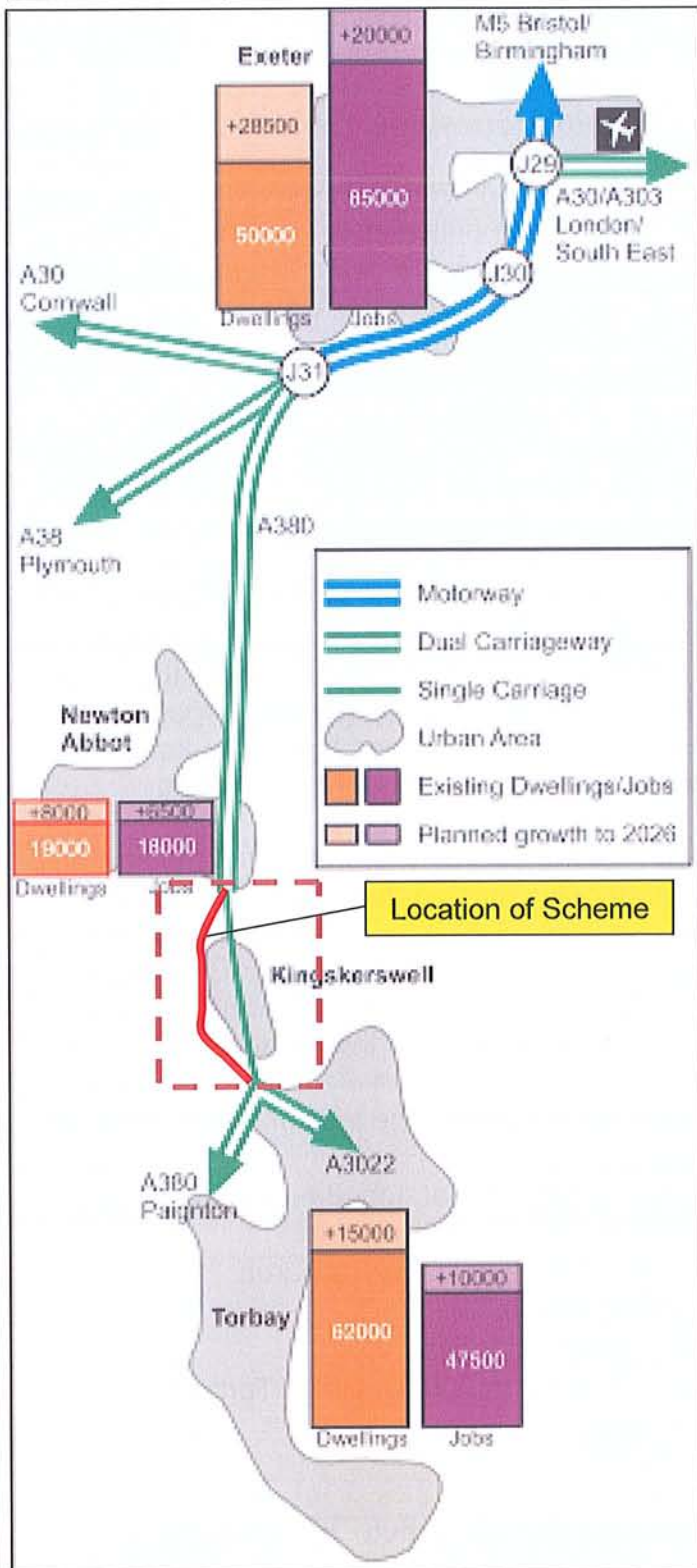 +20000
M5 Bristol/
Birmingham
Exeter
+28500
J29
85000
50000
A30/A303
London/
South East
J30
A30
Cornwall
Dwellings
Jobs
J31
A380
A38
Plymouth
Motorway
Dual Carriageway
Single Carriage
Urban Area
Existing Dwellings/Jobs
Planned growth to 2026
Newton
Abbot
+8000
+6500
19000
18000
Dwellings
Jobs
Location of Scheme
Kingskerswell
A3022
A380
Paignton
+15000
+10000
Torbay
62000
47500
Dwellings
Jobs